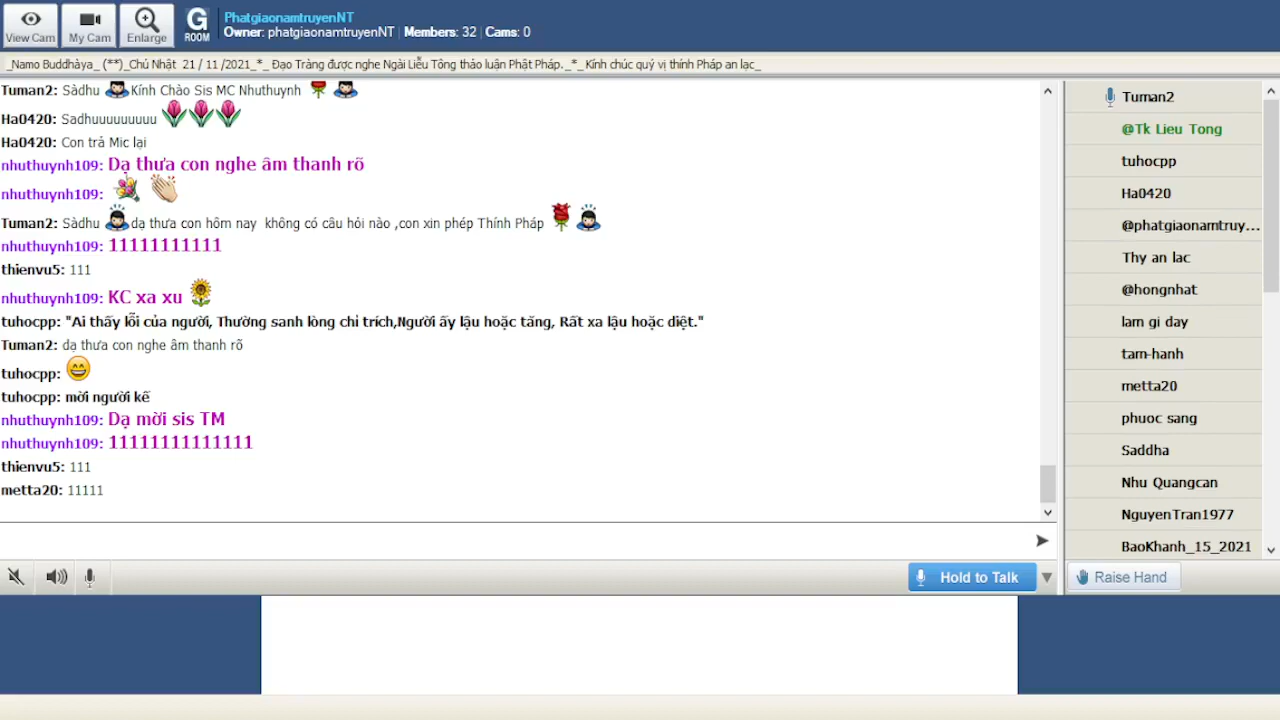 View Cam
My Cam
Enlarge
G
ROOM
PhatgiaonamtruyenNT
Owner: phatgiaonamtruyenNT | Members: 32 | Cams: 0
_Namo Buddhàya_ (**)_Chủ Nhật 21 / 11 /2021_*_ Đạo Tràng được nghe Ngài Liễu Tông thảo luận Phật Pháp._*_Kính chúc quý vị thính Pháp an lạc_
Tuman2: Sàdhu Kính Chào Sis MC Nhuthuynh
Ha0420: Sadhuuuuuuuuu
Ha0420: Con trả Mic lại
nhuthuynh109: Dạ thưa con nghe âm thanh rõ
nhuthuynh109:
Tuman2: Sàdhu dạ thưa con hôm nay không có câu hỏi nào ,con xin phép Thính Pháp
nhuthuynh109: 11111111111
thienvu5: 111
nhuthuynh109: KC xa xu
tuhocpp: "Ai thấy lỗi của người, Thường sanh lòng chỉ trích,Người ấy lậu hoặc tăng, Rất xa lậu hoặc diệt."
Tuman2: dạ thưa con nghe âm thanh rõ
tuhocpp:
tuhocpp: mời người kế
nhuthuynh109: Dạ mời sis TM
nhuthuynh109: 11111111111111
thienvu5: 111
metta20: 11111
Tuman2
@Tk Lieu Tong
tuhocpp
Ha0420
@phatgiaonamtruy...
Thy an lac
@hongnhat
lam gi day
tam-hanh
metta20
phuoc sang
Saddha
Nhu Quangcan
NguyenTran1977
BaoKhanh_15_2021
Hold to Talk
Raise Hand